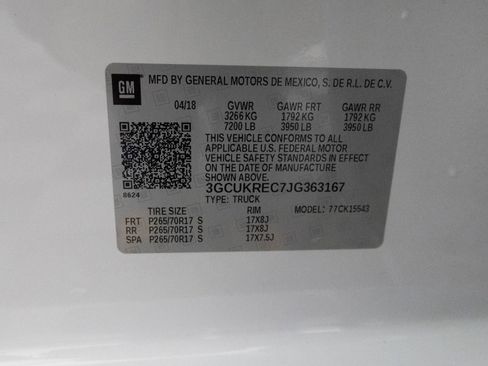 GM MFD BY GENERAL MOTORS DE MEXICO, S. DE R.L. DE C.V.
04/18 GVWR GAWR FRT GAWR RR
3266 KG 1792 KG 1792 KG
7200 LB 3950 LB 3950 LB
THIS VEHICLE CONFORMS TO ALL
APPLICABLE U.S. FEDERAL MOTOR
VEHICLE SAFETY STANDARDS IN EFFECT
ON THE DATE OF MANUFACTURE
SHOWN ABOVE.
3GCUKREC7JG363167
8624 TYPE: TRUCK
TIRE SIZE RIM MODEL: 77CK15543
FRT P265/70R17 S 17X8J
RR P265/70R17 S 17X8J
SPA P265/70R17 S 17X7.5J